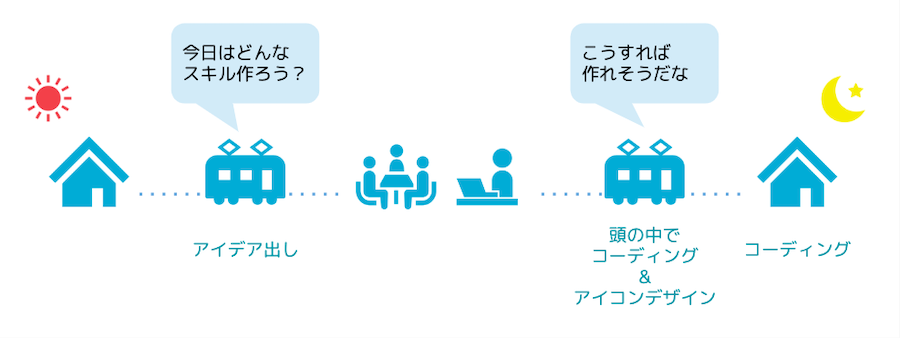 今日はどんな
スキル作ろう？
こうすれば
作れそうだな
アイデア出し
頭の中で
コーディング
&
アイコンデザイン
コーディング